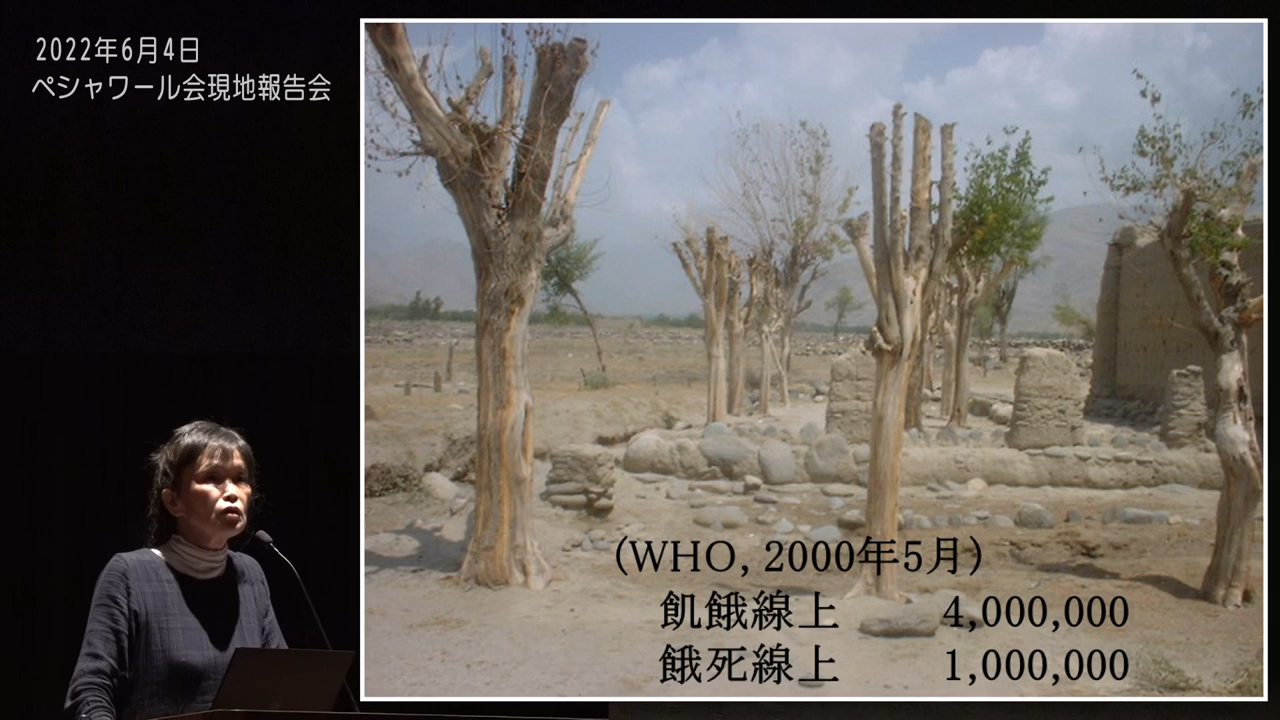 2022年6月4日
ペシャワール会現地報告会
(WHO, 2000年5月)
飢餓線上 4,000,000
餓死線上 1,000,000